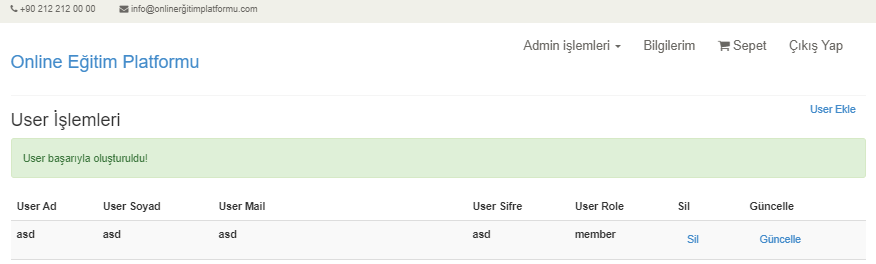 +90 212 212 00 00 info@onlinerğitimplatformu.com
Admin işlemleri Bilgilerim Sepet Çıkış Yap
Online Eğitim Platformu
User Ekle
User İşlemleri
User başarıyla oluşturuldu!
User Ad User Soyad User Mail User Sifre User Role Sil Güncelle
asd asd asd asd member Sil Güncelle